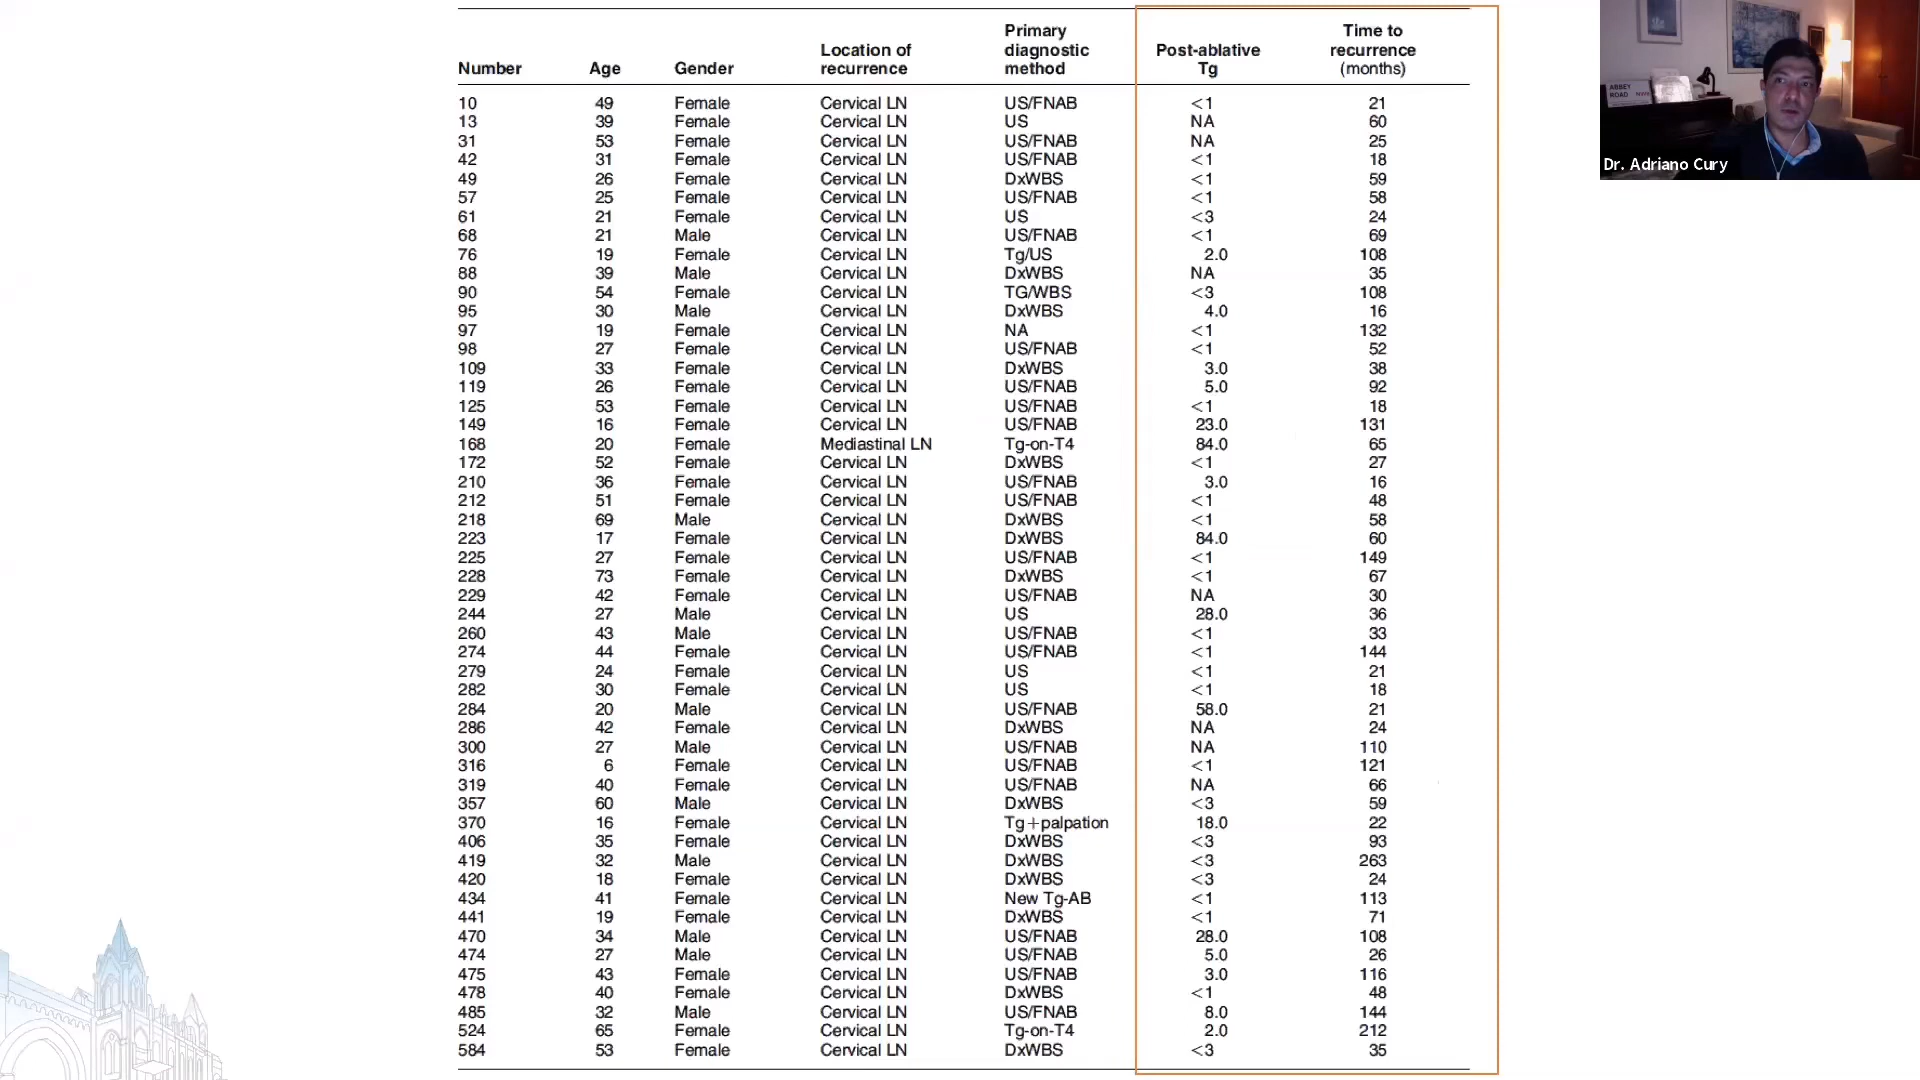 Number Age Gender Location of recurrence Primary diagnostic method Post-ablative Tg Time to recurrence (months)
10 49 Female Cervical LN US/FNAB <1 21
13 39 Female Cervical LN US NA 60
31 53 Female Cervical LN US/FNAB NA 25
42 31 Female Cervical LN US/FNAB <1 18
49 26 Female Cervical LN DxWBS <1 59
57 25 Female Cervical LN US/FNAB <1 58
61 21 Female Cervical LN US <3 24
68 21 Male Cervical LN US/FNAB <1 69
76 19 Female Cervical LN Tg/US 2.0 108
88 39 Male Cervical LN DxWBS NA 35
90 54 Female Cervical LN TG/WBS <3 108
95 30 Male Cervical LN DxWBS 4.0 16
97 19 Female Cervical LN NA <1 132
98 27 Female Cervical LN US/FNAB <1 52
109 33 Female Cervical LN DxWBS 3.0 38
119 26 Female Cervical LN US/FNAB 5.0 92
125 53 Female Cervical LN US/FNAB <1 18
149 16 Female Cervical LN US/FNAB 23.0 131
168 20 Female Mediastinal LN Tg-on-T4 84.0 65
172 52 Female Cervical LN DxWBS <1 27
210 36 Female Cervical LN US/FNAB 3.0 16
212 51 Female Cervical LN US/FNAB <1 48
218 69 Male Cervical LN DxWBS <1 58
223 17 Female Cervical LN DxWBS 84.0 60
225 27 Female Cervical LN US/FNAB <1 149
228 73 Female Cervical LN DxWBS <1 67
229 42 Female Cervical LN US/FNAB NA 30
244 27 Male Cervical LN US 28.0 36
260 43 Male Cervical LN US/FNAB <1 33
274 44 Female Cervical LN US/FNAB <1 144
279 24 Female Cervical LN US <1 21
282 30 Female Cervical LN US <1 18
284 20 Male Cervical LN US/FNAB 58.0 21
286 42 Female Cervical LN DxWBS NA 24
300 27 Male Cervical LN US/FNAB NA 110
316 6 Female Cervical LN US/FNAB <1 121
319 40 Female Cervical LN US/FNAB NA 66
357 60 Male Cervical LN DxWBS <3 59
370 16 Female Cervical LN Tg+palpation 18.0 22
406 35 Female Cervical LN DxWBS <3 93
419 32 Male Cervical LN DxWBS <3 263
420 18 Female Cervical LN DxWBS <3 24
434 41 Female Cervical LN New Tg-AB <1 113
441 19 Female Cervical LN DxWBS <1 71
470 34 Male Cervical LN US/FNAB 28.0 108
474 27 Male Cervical LN US/FNAB 5.0 26
475 43 Female Cervical LN US/FNAB 3.0 116
478 40 Female Cervical LN DxWBS <1 48
485 32 Male Cervical LN US/FNAB 8.0 144
524 65 Female Cervical LN Tg-on-T4 2.0 212
584 53 Female Cervical LN DxWBS <3 35
ABBEY
ROAD
Dr. Adriano Cury